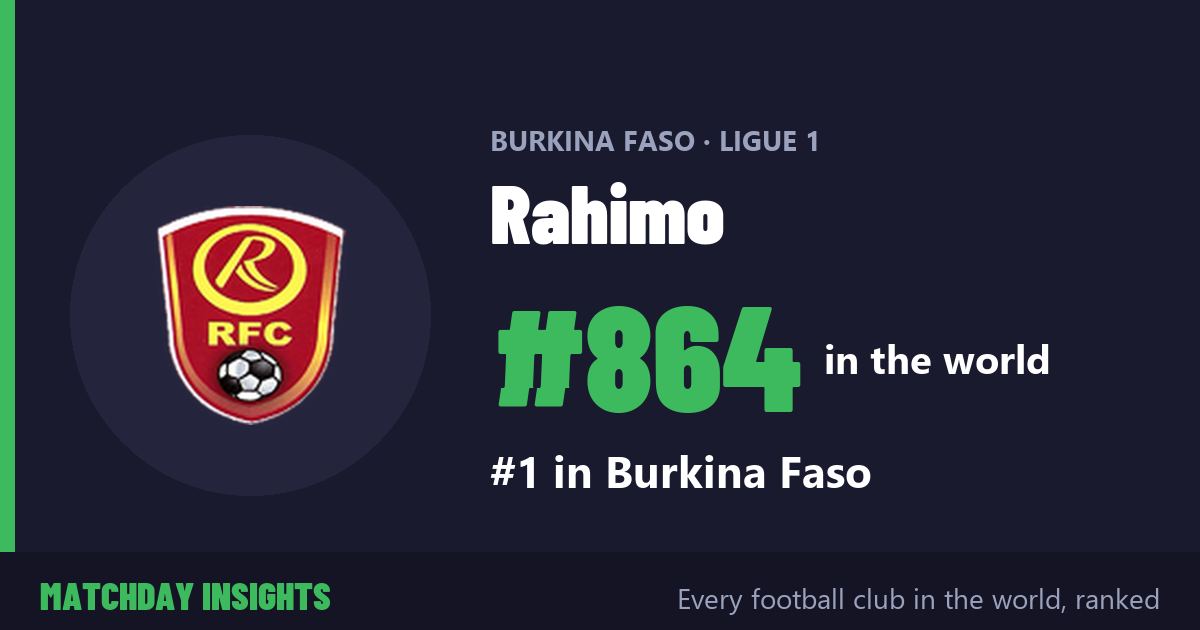 BURKINA FASO · LIGUE 1
Rahimo
R
RFC
#864 in the world
#1 in Burkina Faso
MATCHDAY INSIGHTS
Every football club in the world, ranked